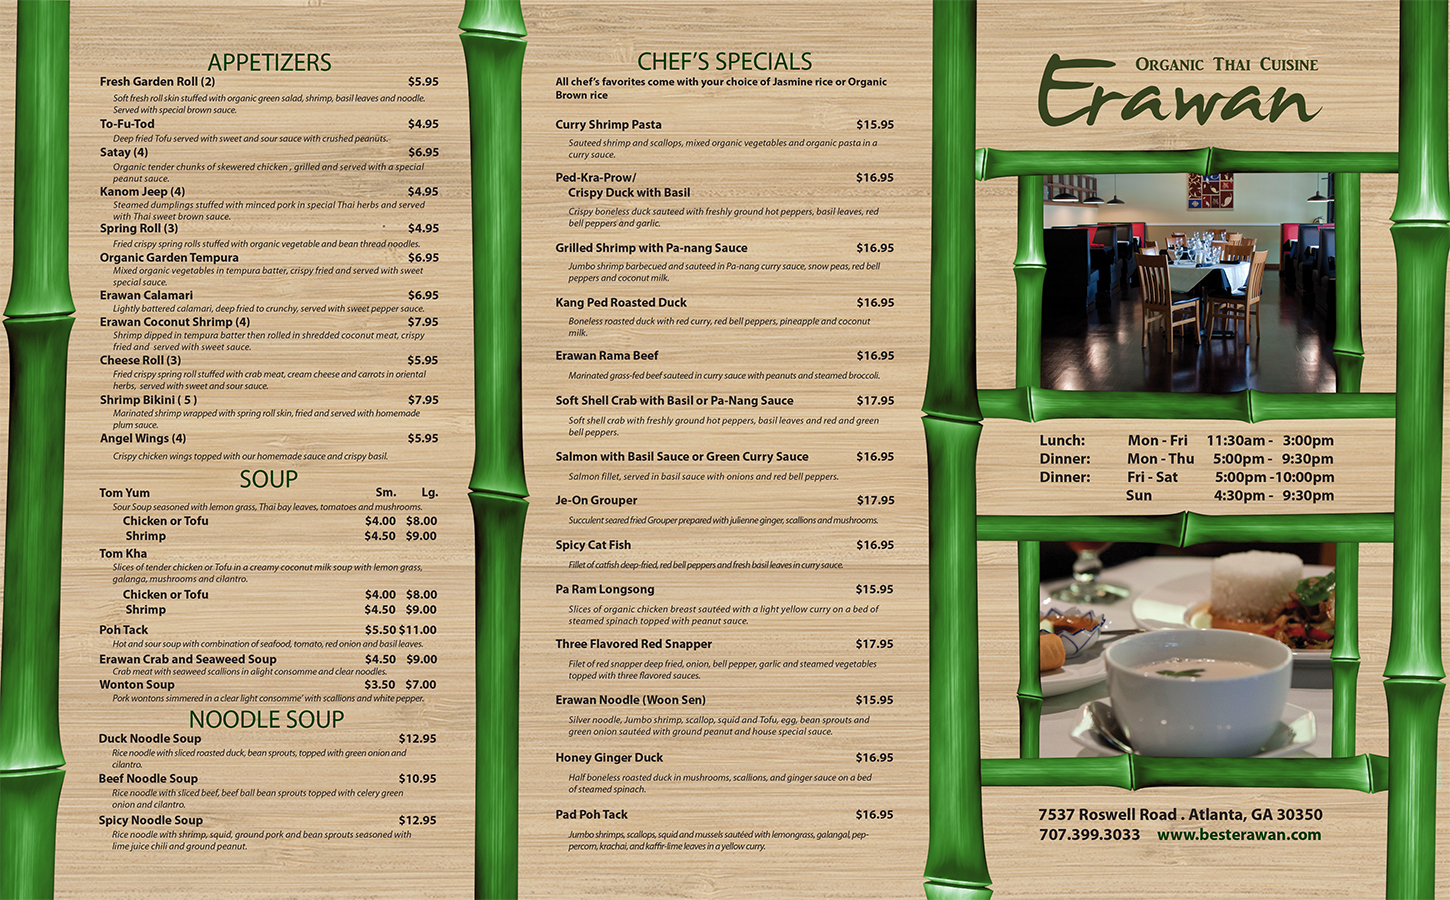 APPETIZERS
Fresh Garden Roll (2) $5.95
Soft fresh roll skin stuffed with organic green salad, shrimp, basil leaves and noodle.
Served with special brown sauce.
To-Fu-Tod $4.95
Deep fried Tofu served with sweet and sour sauce with crushed peanuts.
Satay (4) $6.95
Organic tender chunks of skewered chicken , grilled and served with a special
peanut sauce.
Kanom Jeep (4) $4.95
Steamed dumplings stuffed with minced pork in special Thai herbs and served
with Thai sweet brown sauce.
Spring Roll (3) $4.95
Fried crispy spring rolls stuffed with organic vegetable and bean thread noodles.
Organic Garden Tempura $6.95
Mixed organic vegetables in tempura batter, crispy fried and served with sweet
special sauce.
Erawan Calamari $6.95
Lightly battered calamari, deep fried to crunchy, served with sweet pepper sauce.
Erawan Coconut Shrimp (4) $7.95
Shrimp dipped in tempura batter then rolled in shredded coconut meat, crispy
fried and served with sweet sauce.
Cheese Roll (3) $5.95
Fried crispy spring roll stuffed with crab meat, cream cheese and carrots in oriental
herbs, served with sweet and sour sauce.
Shrimp Bikini ( 5 ) $7.95
Marinated shrimp wrapped with spring roll skin, fried and served with homemade
plum sauce.
Angel Wings (4) $5.95
Crispy chicken wings topped with our homemade sauce and crispy basil.
SOUP
Tom Yum Sm. Lg.
Sour Soup seasoned with lemon grass, Thai bay leaves, tomatoes and mushrooms.
Chicken or Tofu $4.00 $8.00
Shrimp $4.50 $9.00
Tom Kha
Slices of tender chicken or Tofu in a creamy coconut milk soup with lemon grass,
galanga, mushrooms and cilantro.
Chicken or Tofu $4.00 $8.00
Shrimp $4.50 $9.00
Poh Tack $5.50 $11.00
Hot and sour soup with combination of seafood, tomato, red onion and basil leaves.
Erawan Crab and Seaweed Soup $4.50 $9.00
Crab meat with seaweed scallions in alight consomme and clear noodles.
Wonton Soup $3.50 $7.00
Pork wontons simmered in a clear light consomme' with scallions and white pepper.
NOODLE SOUP
Duck Noodle Soup $12.95
Rice noodle with sliced roasted duck, bean sprouts, topped with green onion and
cilantro.
Beef Noodle Soup $10.95
Rice noodle with sliced beef, beef ball bean sprouts topped with celery green
onion and cilantro.
Spicy Noodle Soup $12.95
Rice noodle with shrimp, squid, ground pork and bean sprouts seasoned with
lime juice chili and ground peanut.
CHEF'S SPECIALS
All chef's favorites come with your choice of Jasmine rice or Organic
Brown rice
Curry Shrimp Pasta $15.95
Sauteed shrimp and scallops, mixed organic vegetables and organic pasta in a
curry sauce.
Ped-Kra-Prow/ $16.95
Crispy Duck with Basil
Crispy boneless duck sauteed with freshly ground hot peppers, basil leaves, red
bell peppers and garlic.
Grilled Shrimp with Pa-nang Sauce $16.95
Jumbo shrimp barbecued and sauteed in Pa-nang curry sauce, snow peas, red bell
peppers and coconut milk.
Kang Ped Roasted Duck $16.95
Boneless roasted duck with red curry, red bell peppers, pineapple and coconut
milk.
Erawan Rama Beef $16.95
Marinated grass-fed beef sauteed in curry sauce with peanuts and steamed broccoli.
Soft Shell Crab with Basil or Pa-Nang Sauce $17.95
Soft shell crab with freshly ground hot peppers, basil leaves and red and green
bell peppers.
Salmon with Basil Sauce or Green Curry Sauce $16.95
Salmon fillet, served in basil sauce with onions and red bell peppers.
Je-On Grouper $17.95
Succulent seared fried Grouper prepared with julienne ginger, scallions and mushrooms.
Spicy Cat Fish $16.95
Fillet of catfish deep-fried, red bell peppers and fresh basil leaves in curry sauce.
Pa Ram Longsong $15.95
Slices of organic chicken breast sautéed with a light yellow curry on a bed of
steamed spinach topped with peanut sauce.
Three Flavored Red Snapper $17.95
Filet of red snapper deep fried, onion, bell pepper, garlic and steamed vegetables
topped with three flavored sauces.
Erawan Noodle (Woon Sen) $15.95
Silver noodle, Jumbo shrimp, scallop, squid and Tofu, egg, bean sprouts and
green onion sautéed with ground peanut and house special sauce.
Honey Ginger Duck $16.95
Half boneless roasted duck in mushrooms, scallions, and ginger sauce on a bed
of steamed spinach.
Pad Poh Tack $16.95
Jumbo shrimps, scallops, squid and mussels sautéed with lemongrass, galangal, pep-
percom, krachai, and kaffir-lime leaves in a yellow curry.
ORGANIC THAI CUISINE
Erawan
Lunch: Mon - Fri 11:30am - 3:00pm
Dinner: Mon - Thu 5:00pm - 9:30pm
Dinner: Fri - Sat 5:00pm -10:00pm
Sun 4:30pm - 9:30pm
7537 Roswell Road . Atlanta, GA 30350
707.399.3033 www.besterawan.com